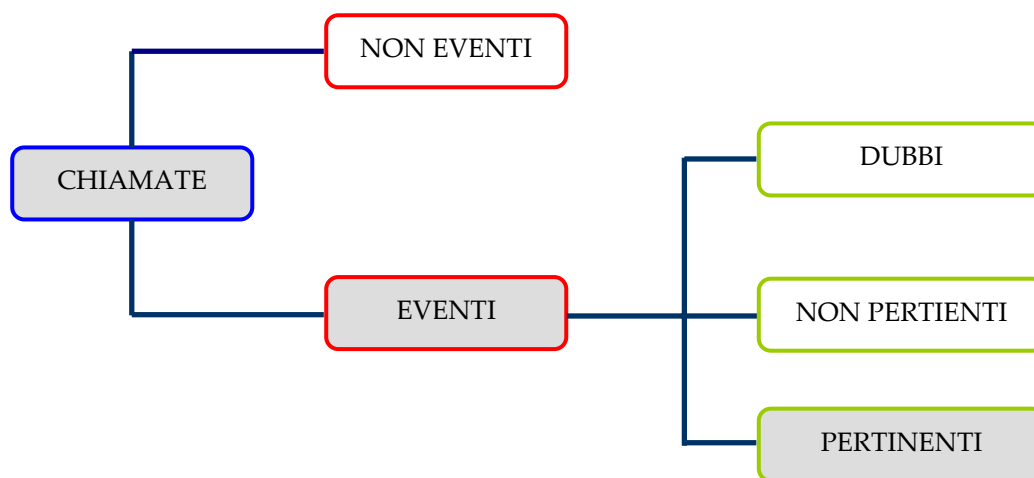 NON EVENTI
DUBBI
CHIAMATE
EVENTI
NON PERTIENTI
PERTINENTI